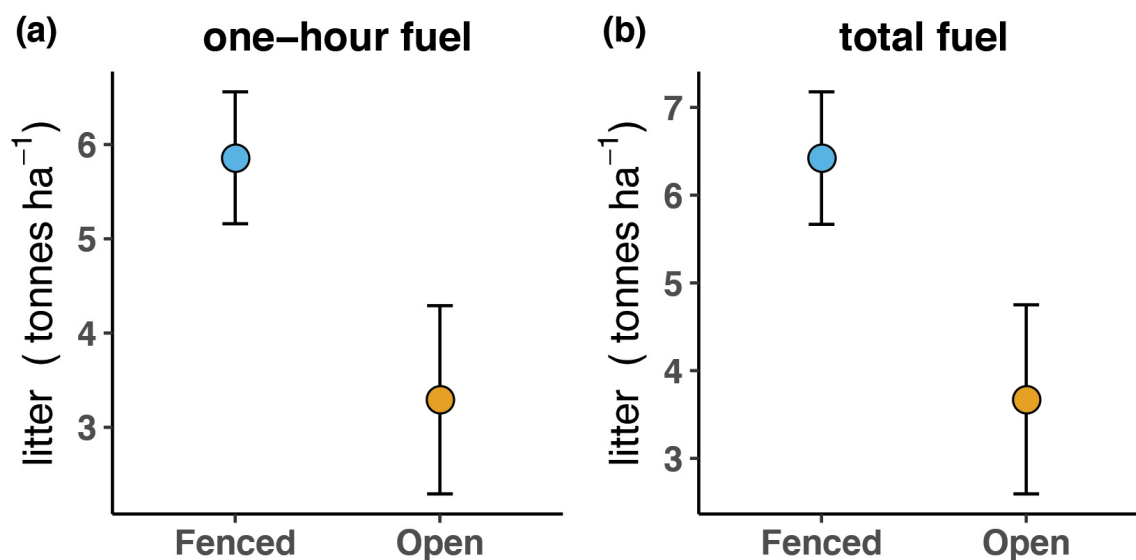 (a) one−hour fuel
litter ( tonnes ha⁻¹)
6
5
4
3
Fenced Open
(b) total fuel
litter ( tonnes ha⁻¹)
7
6
5
4
3
Fenced Open